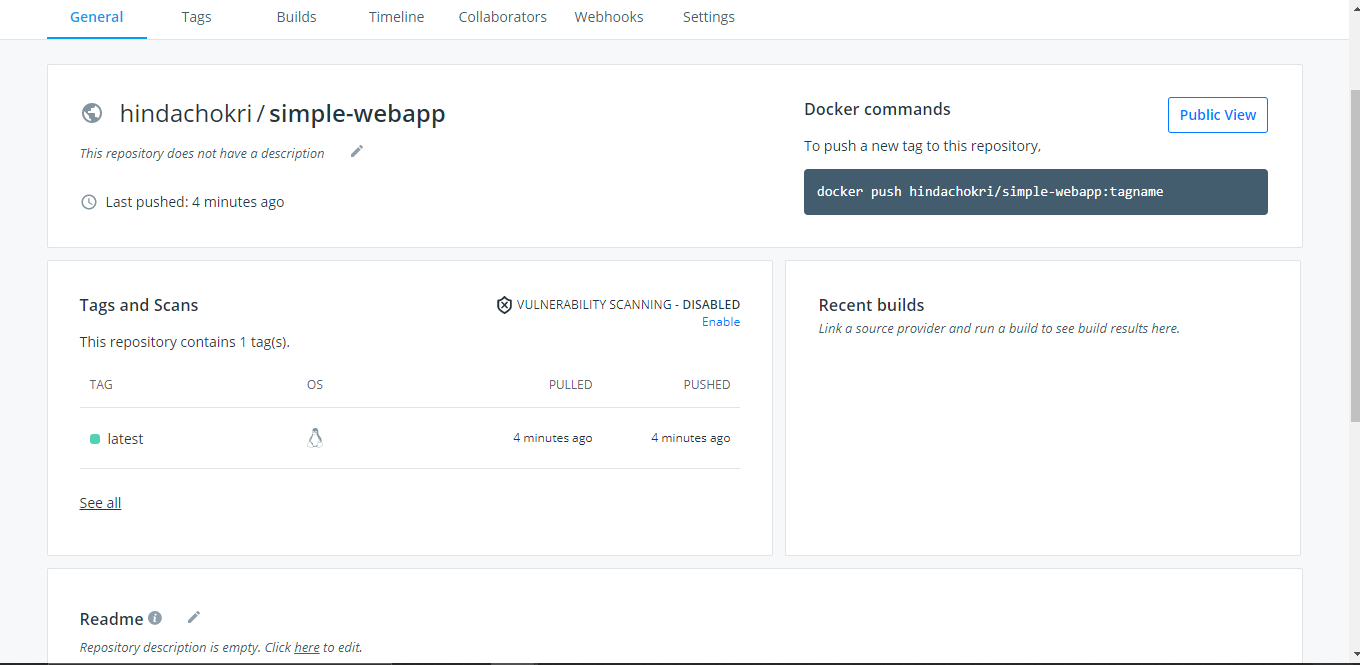 General Tags Builds Timeline Collaborators Webhooks Settings
hindachokri / simple-webapp
This repository does not have a description
Last pushed: 4 minutes ago
Docker commands
Public View
To push a new tag to this repository,
docker push hindachokri/simple-webapp:tagname
Tags and Scans
VULNERABILITY SCANNING - DISABLED
Enable
This repository contains 1 tag(s).
TAG OS PULLED PUSHED
latest 4 minutes ago 4 minutes ago
See all
Recent builds
Link a source provider and run a build to see build results here.
Readme
Repository description is empty. Click here to edit.